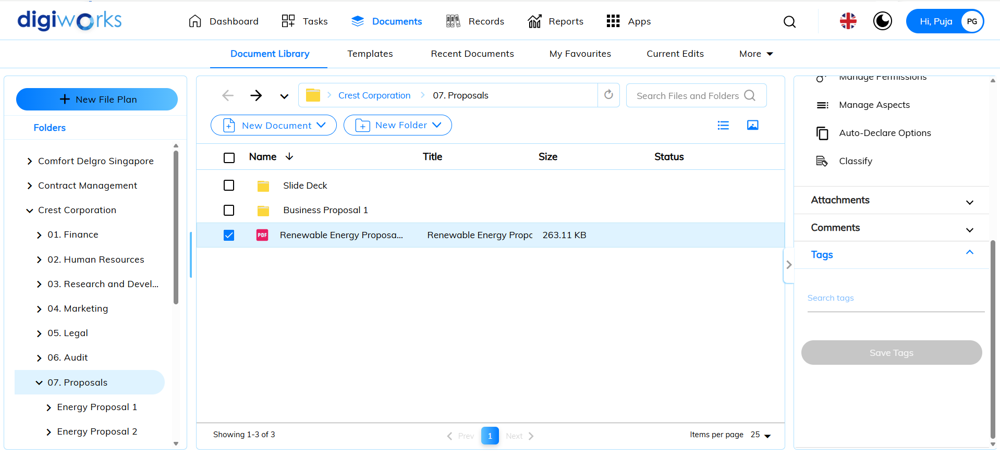 digiworks
Dashboard
Tasks
Documents
Records
Reports
Apps
Hi, Puja
PG
Document Library
Templates
Recent Documents
My Favourites
Current Edits
More
New File Plan
Folders
Comfort Delgro Singapore
Contract Management
Crest Corporation
01. Finance
02. Human Resources
03. Research and Devel...
04. Marketing
05. Legal
06. Audit
07. Proposals
Energy Proposal 1
Energy Proposal 2
Crest Corporation
07. Proposals
Search Files and Folders
New Document
New Folder
Name
Title
Size
Status
Slide Deck
Business Proposal 1
PDF
Renewable Energy Proposa...
Renewable Energy Propo
263.11 KB
Showing 1-3 of 3
Prev
1
Next
Items per page 25
Manage Permissions
Manage Aspects
Auto-Declare Options
Classify
Attachments
Comments
Tags
Search tags
Save Tags